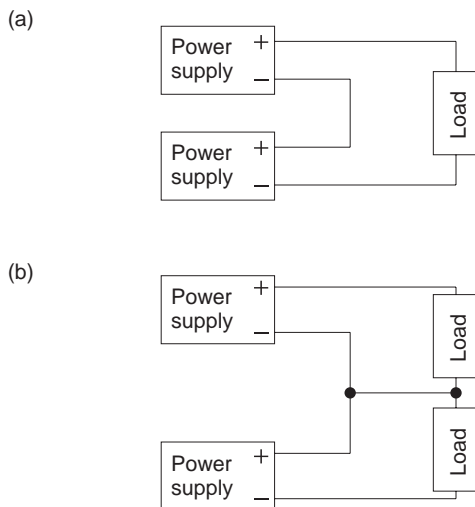 (a)
Power +
supply −
Load
Power +
supply −
(b)
Power +
supply −
Load
Power +
supply −
Load